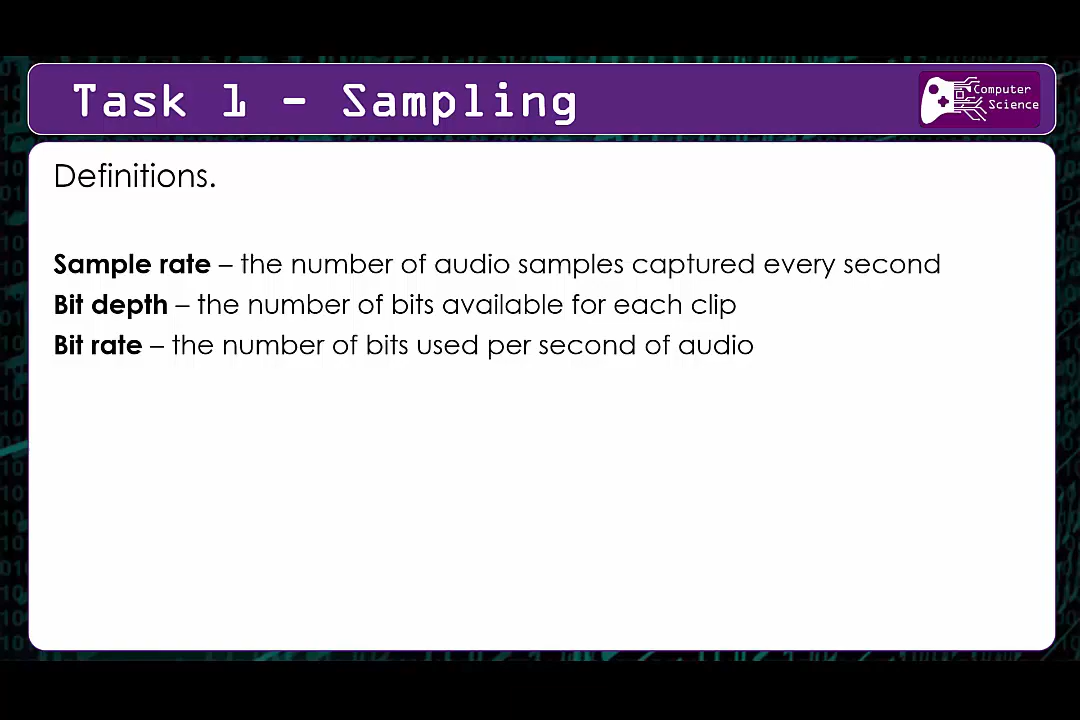 Task 1 - Sampling
Computer
Science
Definitions.
Sample rate – the number of audio samples captured every second
Bit depth – the number of bits available for each clip
Bit rate – the number of bits used per second of audio